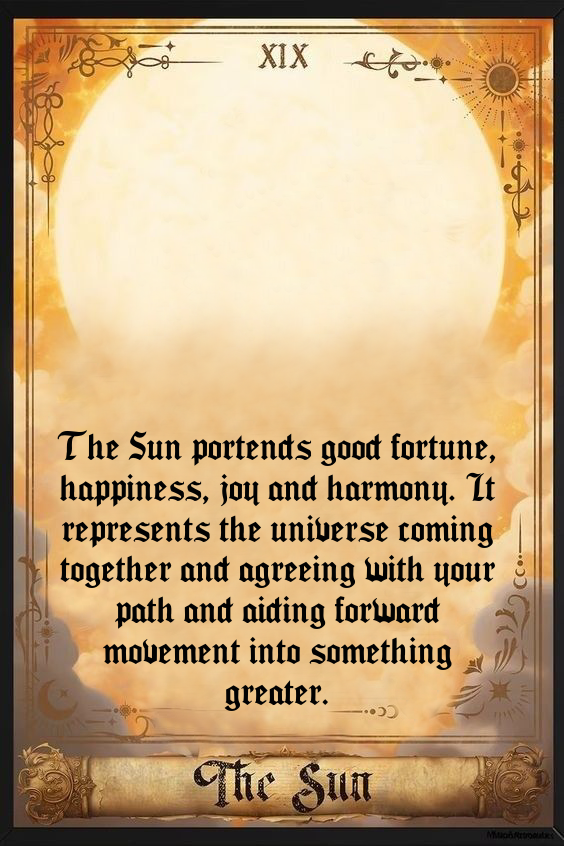 XIX
The Sun portends good fortune,
happiness, joy and harmony. It
represents the universe coming
together and agreeing with your
path and aiding forward
movement into something
greater.
The Sun